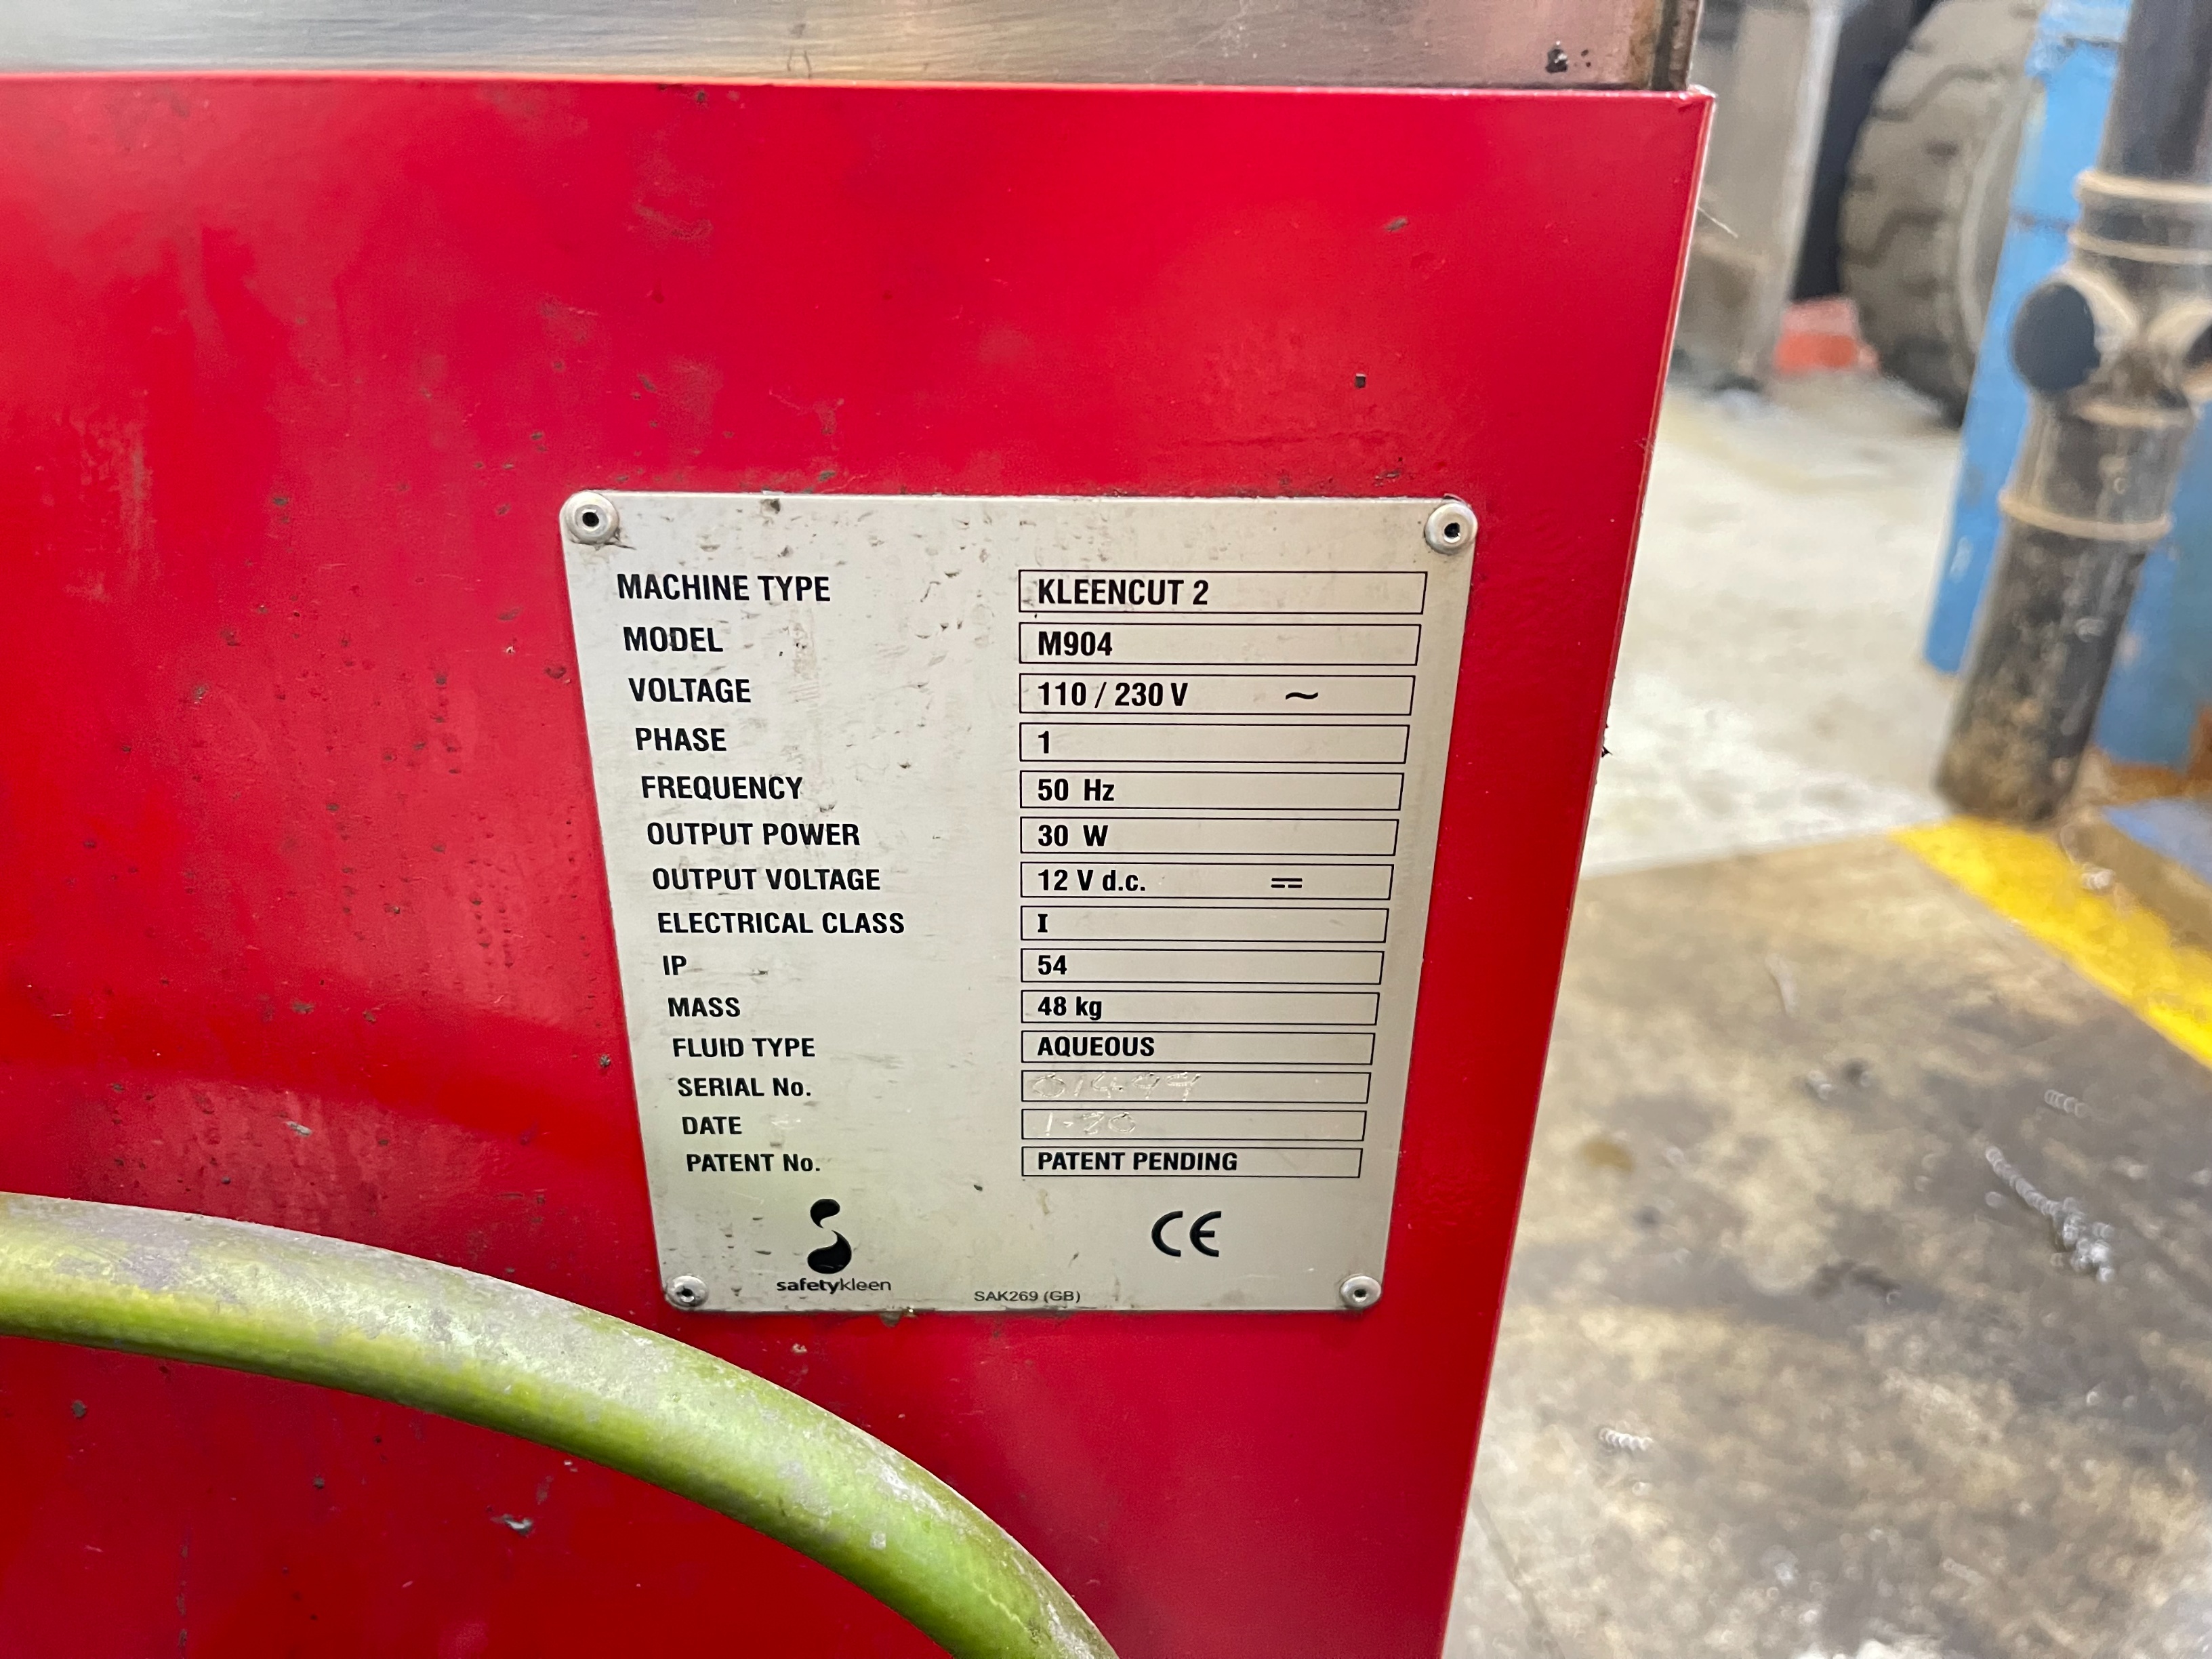 MACHINE TYPE KLEENCUT 2
MODEL M904
VOLTAGE 110 / 230 V ~
PHASE 1
FREQUENCY 50 Hz
OUTPUT POWER 30 W
OUTPUT VOLTAGE 12 V d.c. ⎓
ELECTRICAL CLASS I
IP 54
MASS 48 kg
FLUID TYPE AQUEOUS
SERIAL No.
DATE 1-20
PATENT No. PATENT PENDING
CE
safetykleen
SAK269 (GB)